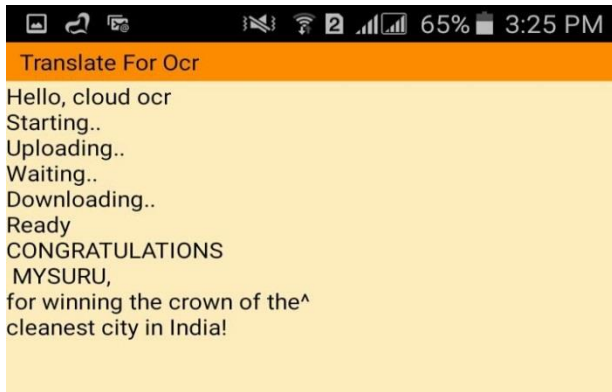 2 65% 3:25 PM
Translate For Ocr
Hello, cloud ocr
Starting..
Uploading..
Waiting..
Downloading..
Ready
CONGRATULATIONS
MYSURU,
for winning the crown of the^
cleanest city in India!